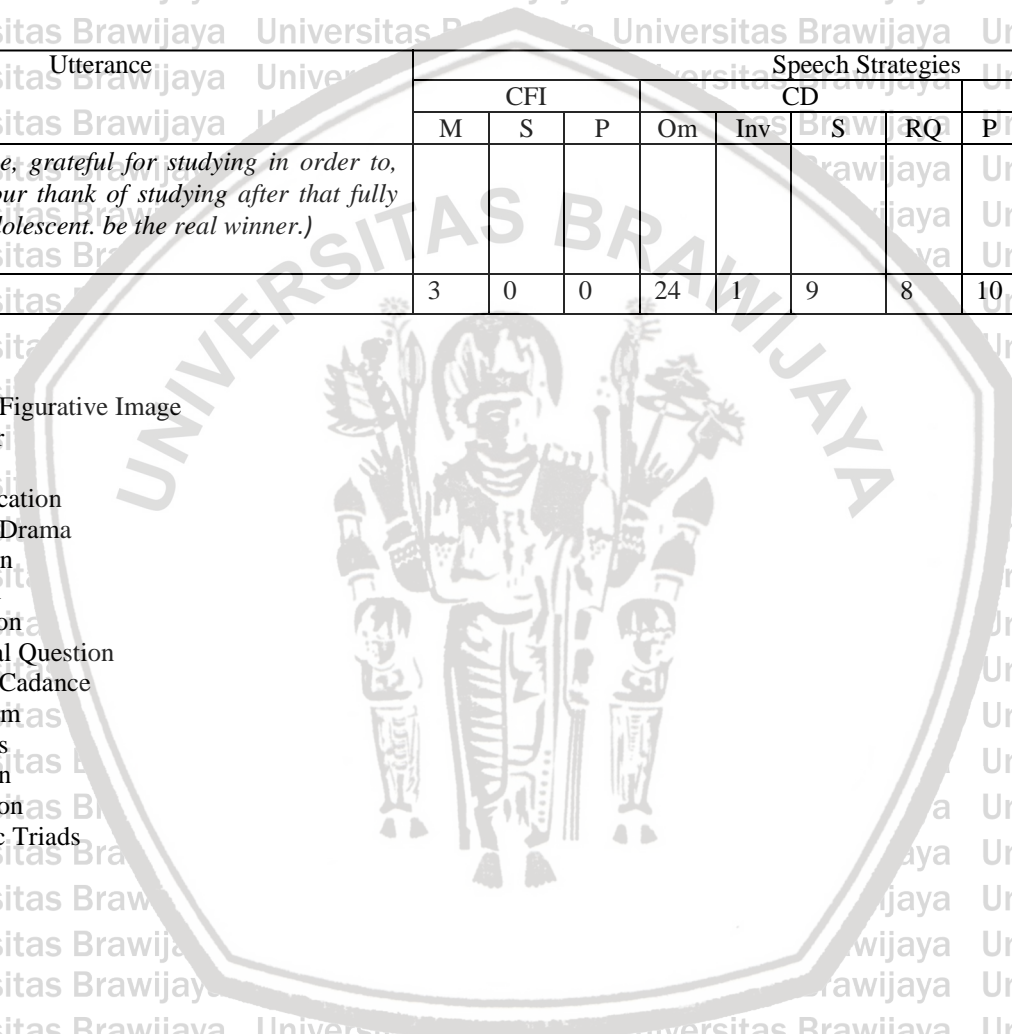 Utterance
Speech Strategies
CFI CD
M S P Om Inv S RQ P
e, grateful for studying in order to,
our thank of studying after that fully
dolescent. be the real winner.)
3 0 0 24 1 9 8 10
Figurative Image
r
cation
Drama
n
on
al Question
Cadance
m
s
n
on
c Triads
UNIVERSITAS BRAWIJAYA